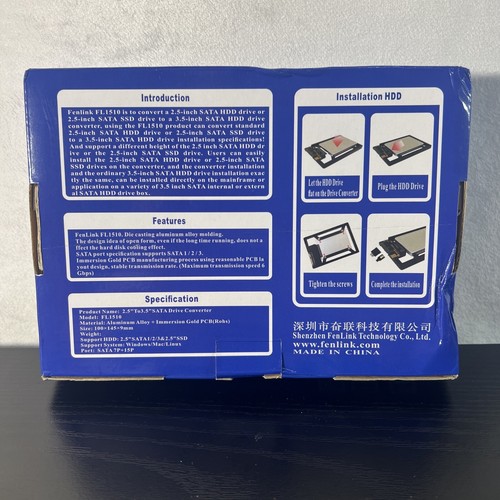 Introduction
Fenlink FL1510 is to convert a 2.5-inch SATA HDD drive or
2.5-inch SATA SSD drive to a 3.5-inch SATA HDD drive
converter, using the FL1510 product can convert standard
2.5-inch SATA HDD drive or 2.5-inch SATA SSD drive
to a 3.5-inch SATA HDD drive installation specifications!
And support a different height of the 2.5 inch SATA HDD dr
ive or the 2.5-inch SATA SSD drive. Users can easily
install the 2.5-inch SATA HDD drive or 2.5-inch SATA
SSD drives on the converter, and the converter installation
and the ordinary 3.5-inch SATA HDD drive installation exac
tly the same, can be installed directly on the mainframe or
application on a variety of 3.5 inch SATA internal or extern
al SATA HDD drive box.
Features
FenLink FL1510, Die casting aluminum alloy molding.
The design idea of open form, even if the long time running, does not a
ffect the hard disk cooling effect.
SATA port specification supports SATA 1 / 2 / 3.
Immersion Gold PCB manufacturing process using reasonable PCB la
yout design, stable transmission rate. (Maximum transmission speed 6
Gbps)
Specification
Product Name: 2.5"To3.5"SATA Drive Converter
Model: FL1510
Material: Aluminum Alloy + Immersion Gold PCB(Rohs)
Size: 100×145×9mm
Weight:
Support HDD: 2.5"SATA1/2/3&2.5"SSD
Support System: Windows/Mac/Linux
Port: SATA 7P+15P
Installation HDD
Let the HDD Drive
flat on the Drive Converter
Plug the HDD Drive
Tighten the screws
Complete the installation
深圳市奋联科技有限公司
Shenzhen FenLink Technology Co., Ltd.
www.fenlink.com
MADE IN CHINA